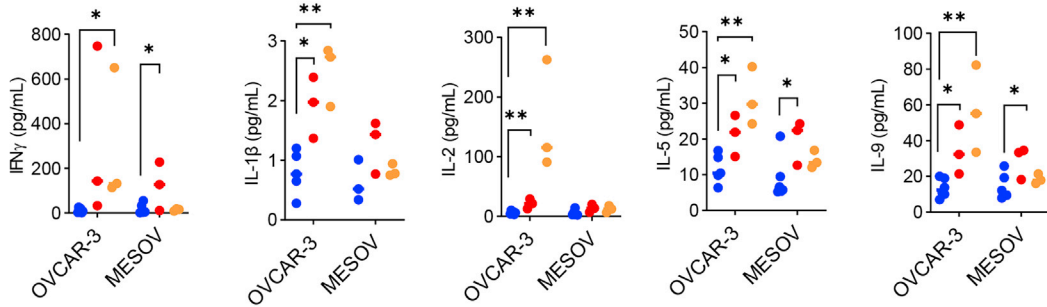 IFNγ (pg/mL)
800
600
400
200
0
*
*
OVCAR-3
MESOV
IL-1β (pg/mL)
3
2
1
0
**
*
OVCAR-3
MESOV
IL-2 (pg/mL)
300
200
100
0
**
**
OVCAR-3
MESOV
IL-5 (pg/mL)
50
40
30
20
10
0
**
*
*
OVCAR-3
MESOV
IL-9 (pg/mL)
100
80
60
40
20
0
**
*
*
OVCAR-3
MESOV